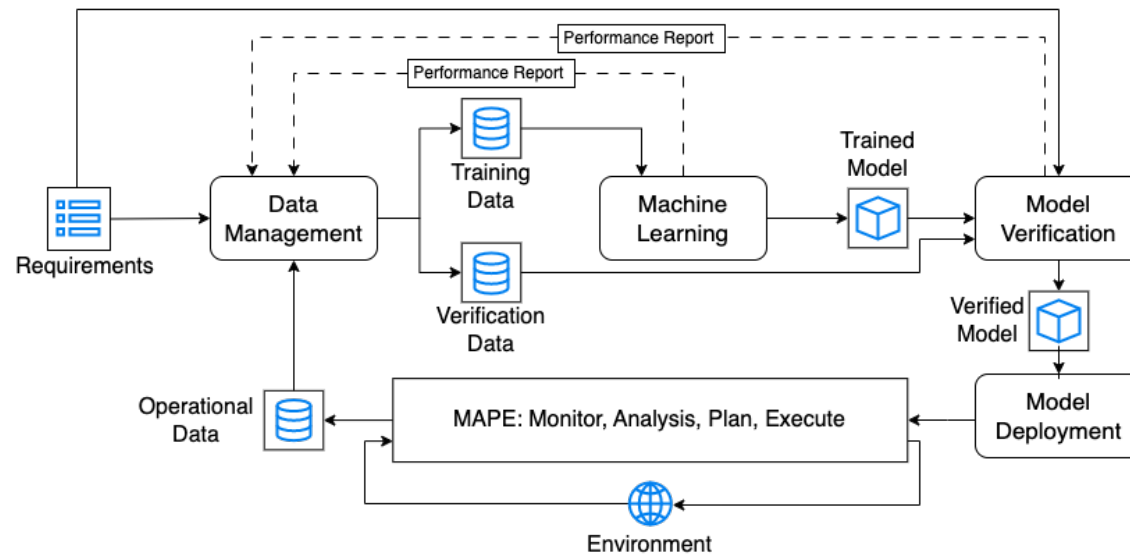 Performance Report
Performance Report
Training
Data
Trained
Model
Data
Management
Machine
Learning
Model
Verification
Requirements
Verification
Data
Verified
Model
Operational
Data
MAPE: Monitor, Analysis, Plan, Execute
Model
Deployment
Environment